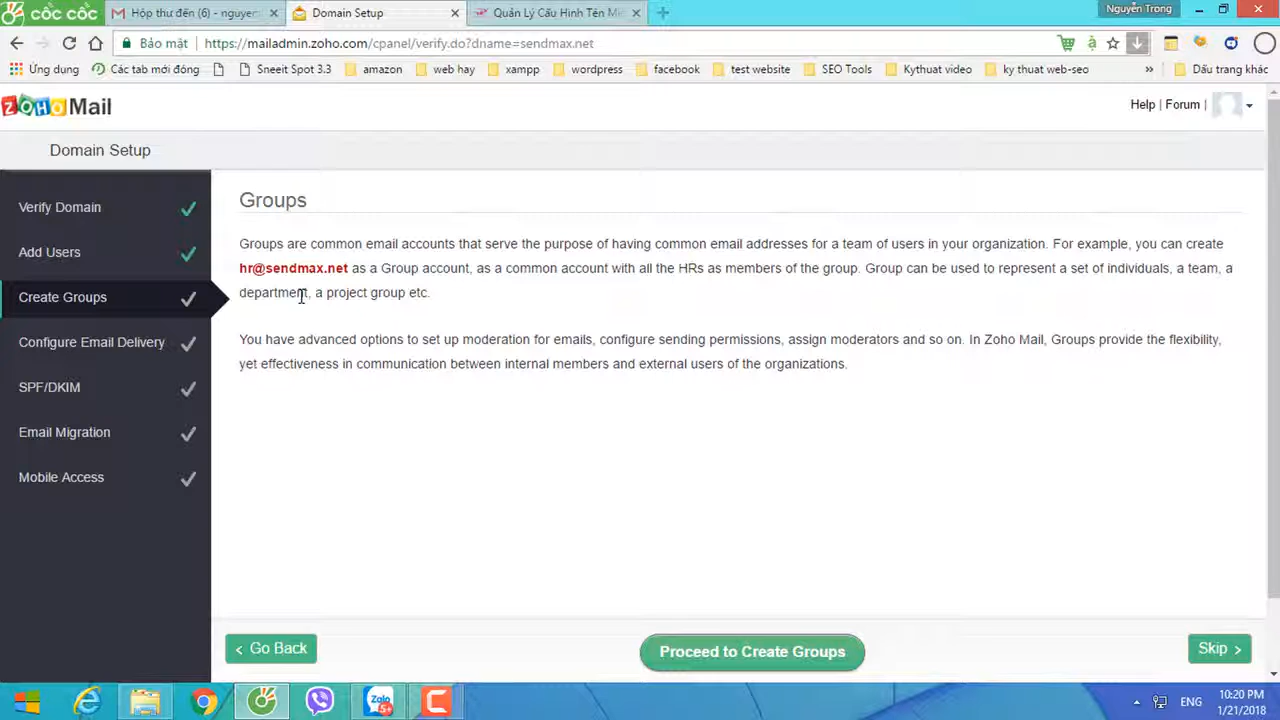 cốc cốc
Hộp thư đến (6) - nguyen
Domain Setup
Quản Lý Cấu Hình Tên Mi
Nguyễn Trong
Bảo mật
https://mailadmin.zoho.com/cpanel/verify.do?dname=sendmax.net
Ứng dụng
Các tab mới đóng
Sneeit Spot 3.3
amazon
web hay
xampp
wordpress
facebook
test website
SEO Tools
Kythuat video
ky thuat web-seo
»
Dấu trang khác
ZOHO Mail
Help | Forum |
Domain Setup
Verify Domain
Add Users
Create Groups
Configure Email Delivery
SPF/DKIM
Email Migration
Mobile Access
Groups
Groups are common email accounts that serve the purpose of having common email addresses for a team of users in your organization. For example, you can create
hr@sendmax.net as a Group account, as a common account with all the HRs as members of the group. Group can be used to represent a set of individuals, a team, a
department, a project group etc.
You have advanced options to set up moderation for emails, configure sending permissions, assign moderators and so on. In Zoho Mail, Groups provide the flexibility,
yet effectiveness in communication between internal members and external users of the organizations.
< Go Back
Proceed to Create Groups
Skip >
Zalo
5+
ENG
10:20 PM
1/21/2018